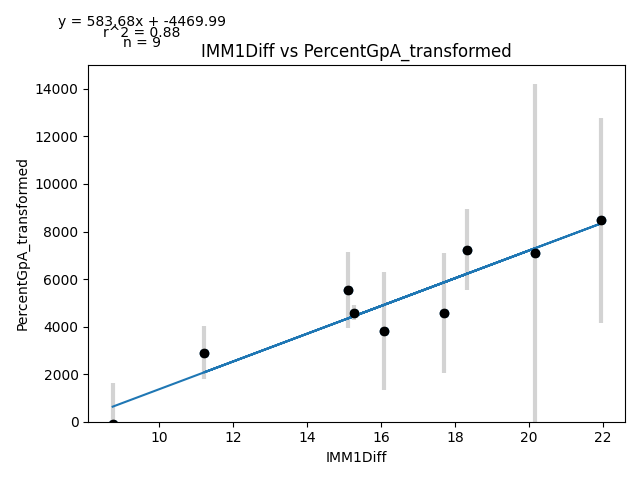 y = 583.68x + -4469.99
r^2 = 0.88
n = 9
IMM1Diff vs PercentGpA_transformed
14000
12000
10000
8000
6000
4000
2000
0
PercentGpA_transformed
10 12 14 16 18 20 22
IMM1Diff